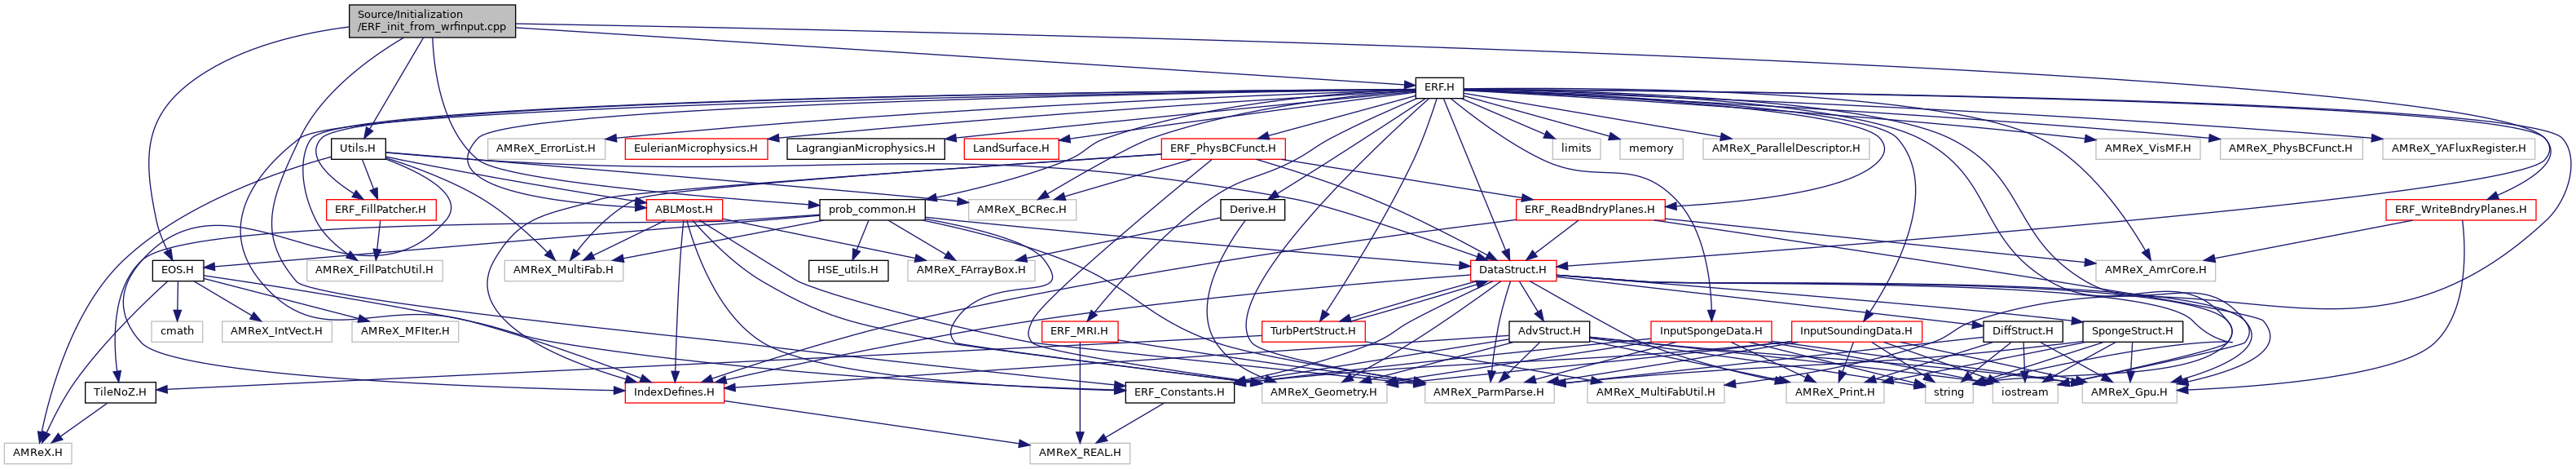 Source/Initialization
/ERF_init_from_wrfinput.cpp
ERF.H
Utils.H
AMReX_ErrorList.H
EulerianMicrophysics.H
LagrangianMicrophysics.H
LandSurface.H
ERF_PhysBCFunct.H
limits
memory
AMReX_ParallelDescriptor.H
AMReX_VisMF.H
AMReX_PhysBCFunct.H
AMReX_YAFluxRegister.H
ERF_FillPatcher.H
ABLMost.H
prob_common.H
AMReX_BCRec.H
Derive.H
ERF_ReadBndryPlanes.H
ERF_WriteBndryPlanes.H
EOS.H
AMReX_FillPatchUtil.H
AMReX_MultiFab.H
HSE_utils.H
AMReX_FArrayBox.H
DataStruct.H
AMReX_AmrCore.H
cmath
AMReX_IntVect.H
AMReX_MFIter.H
ERF_MRI.H
TurbPertStruct.H
AdvStruct.H
InputSpongeData.H
InputSoundingData.H
DiffStruct.H
SpongeStruct.H
TileNoZ.H
IndexDefines.H
ERF_Constants.H
AMReX_Geometry.H
AMReX_ParmParse.H
AMReX_MultiFabUtil.H
AMReX_Print.H
string
iostream
AMReX_Gpu.H
AMReX.H
AMReX_REAL.H